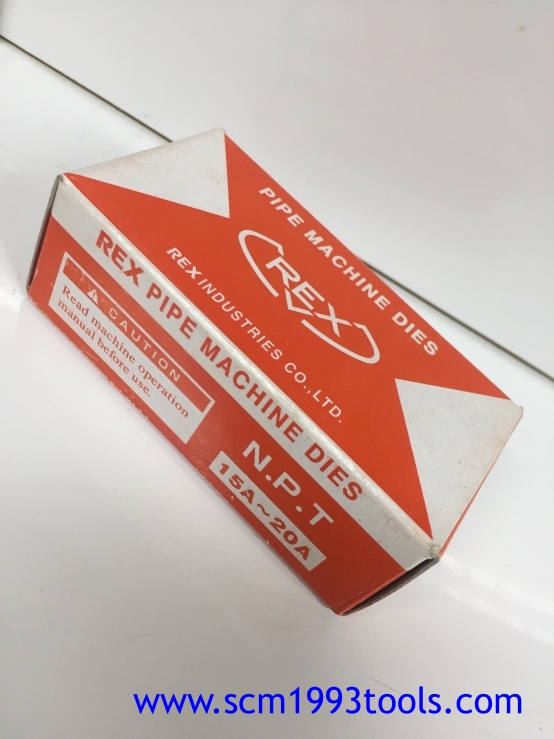 PIPE MACHINE DIES
REX
REX INDUSTRIES CO.,LTD.
REX PIPE MACHINE DIES
CAUTION
Read machine operation
manual before use.
N.P.T
15A~20A
www.scm1993tools.com